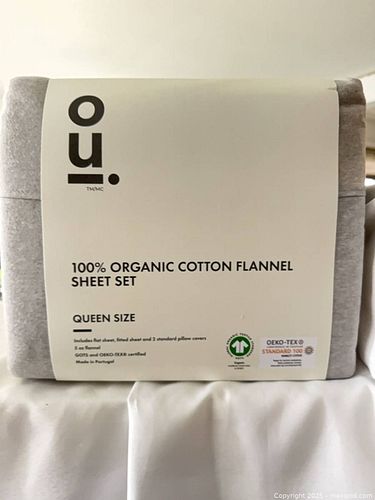 oui.
TM/MC
100% ORGANIC COTTON FLANNEL
SHEET SET
QUEEN SIZE
Includes flat sheet, fitted sheet and 2 standard pillow covers
5 oz flannel
GOTS and OEKO-TEX® certified
Made in Portugal
OEKO-TEX®
STANDARD 100
Copyright 2025 - maxsold.com